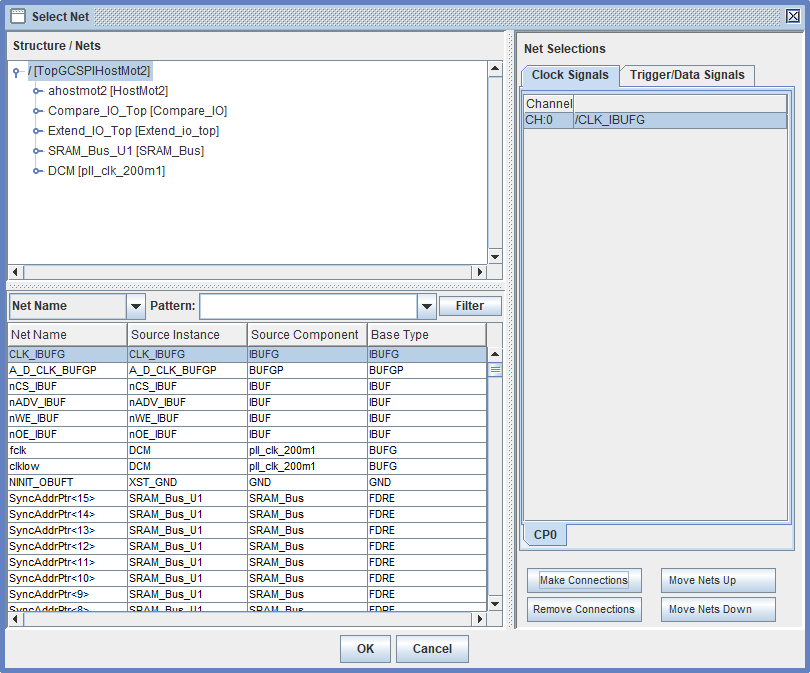 Select Net
Structure / Nets
/ [TopGCSPIHostMot2]
ahostmot2 [HostMot2]
Compare_IO_Top [Compare_IO]
Extend_IO_Top [Extend_io_top]
SRAM_Bus_U1 [SRAM_Bus]
DCM [pll_clk_200m1]
Net Name Pattern: Filter
Net Name Source Instance Source Component Base Type
CLK_IBUFG CLK_IBUFG IBUFG IBUFG
A_D_CLK_BUFGP A_D_CLK_BUFGP BUFGP BUFGP
nCS_IBUF nCS_IBUF IBUF IBUF
nADV_IBUF nADV_IBUF IBUF IBUF
nWE_IBUF nWE_IBUF IBUF IBUF
nOE_IBUF nOE_IBUF IBUF IBUF
fclk DCM pll_clk_200m1 BUFG
clklow DCM pll_clk_200m1 BUFG
NINIT_OBUFT XST_GND GND GND
SyncAddrPtr<15> SRAM_Bus_U1 SRAM_Bus FDRE
SyncAddrPtr<14> SRAM_Bus_U1 SRAM_Bus FDRE
SyncAddrPtr<13> SRAM_Bus_U1 SRAM_Bus FDRE
SyncAddrPtr<12> SRAM_Bus_U1 SRAM_Bus FDRE
SyncAddrPtr<11> SRAM_Bus_U1 SRAM_Bus FDRE
SyncAddrPtr<10> SRAM_Bus_U1 SRAM_Bus FDRE
SyncAddrPtr<9> SRAM_Bus_U1 SRAM_Bus FDRE
SyncAddrPtr<8> SRAM_Bus_U1 SRAM_Bus FDRE
Net Selections
Clock Signals Trigger/Data Signals
Channel
CH:0 /CLK_IBUFG
CP0
Make Connections Move Nets Up
Remove Connections Move Nets Down
OK Cancel